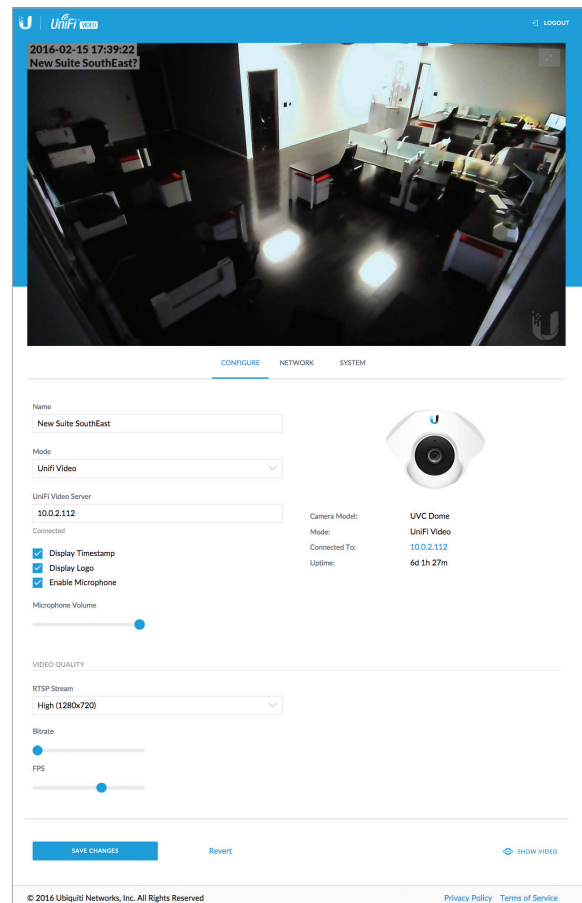 UniFi VIDEO
LOGOUT
2016-02-15 17:39:22
New Suite SouthEast?
CONFIGURE NETWORK SYSTEM
Name
New Suite SouthEast
Mode
Unifi Video
UniFi Video Server
10.0.2.112
Connected
Display Timestamp
Display Logo
Enable Microphone
Microphone Volume
Camera Model: UVC Dome
Mode: UniFi Video
Connected To: 10.0.2.112
Uptime: 6d 1h 27m
VIDEO QUALITY
RTSP Stream
High (1280x720)
Bitrate
FPS
SAVE CHANGES Revert SHOW VIDEO
© 2016 Ubiquiti Networks, Inc. All Rights Reserved Privacy Policy Terms of Service